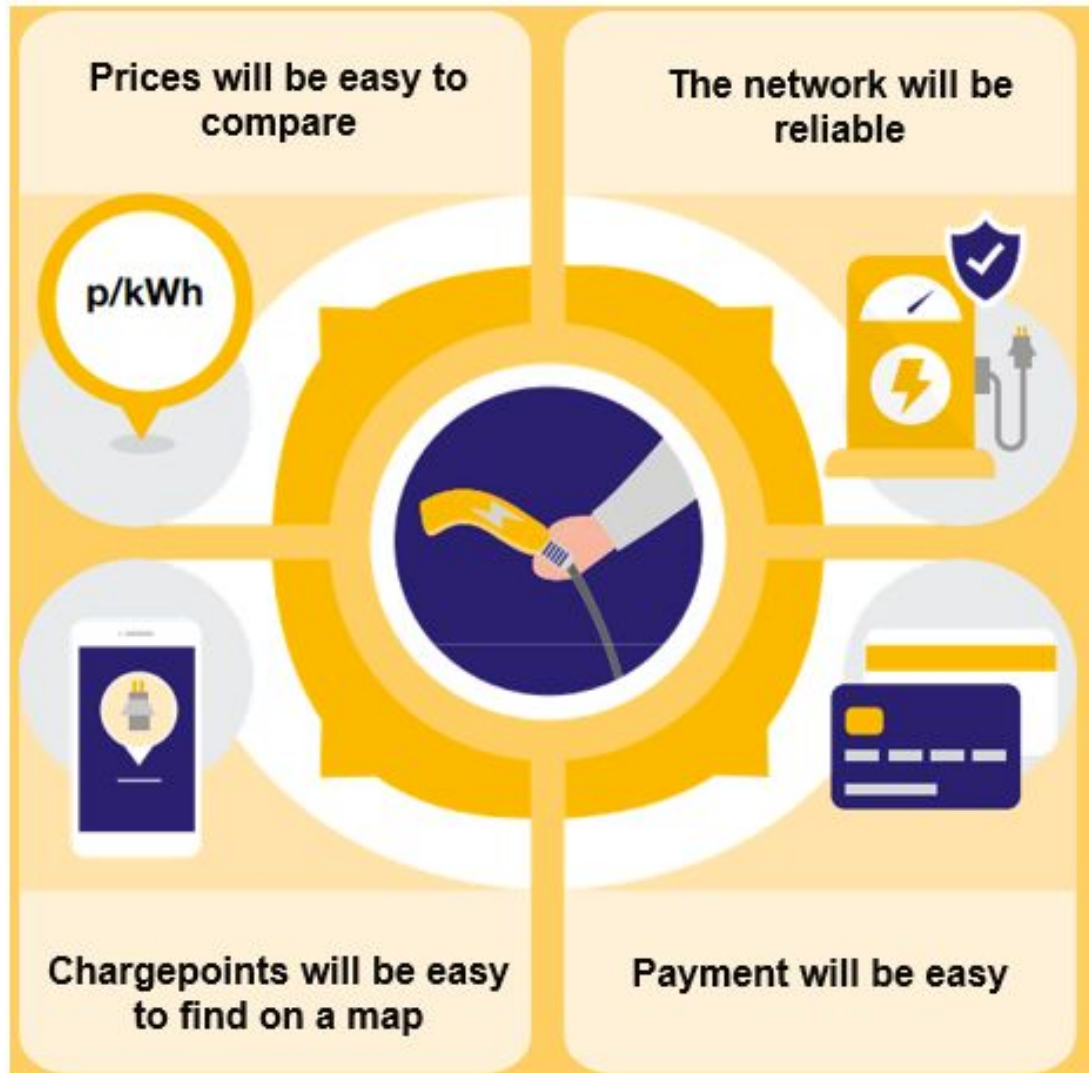 Prices will be easy to
compare
The network will be
reliable
p/kWh
Chargepoints will be easy
to find on a map
Payment will be easy